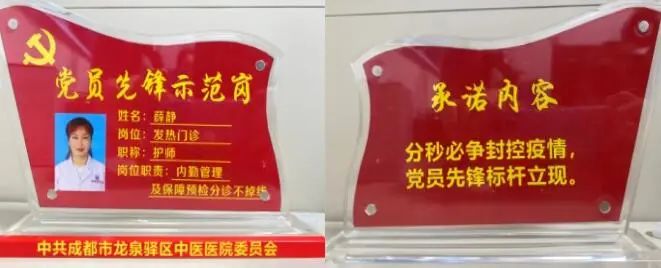 党员先锋示范岗
姓名：薛静
岗位：发热门诊
职称：护师
岗位职责：内勤管理
及保障预检分诊不掉线
中共成都市龙泉驿区中医医院委员会
承诺内容
分秒必争封控疫情，
党员先锋标杆立现。